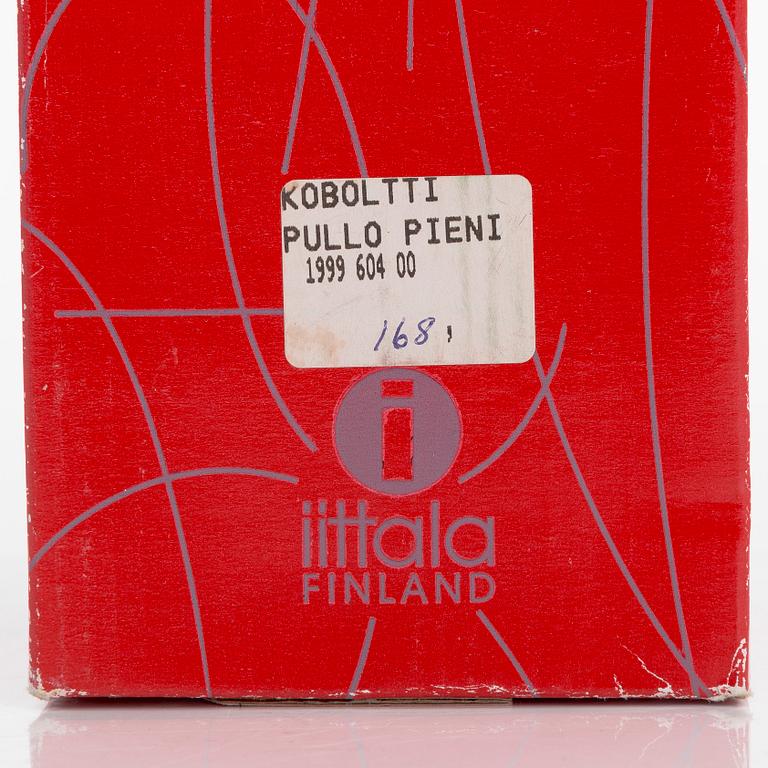 KOBOLTTI
PULLO PIENI
1999 604 00
168,
i
iittala
FINLAND